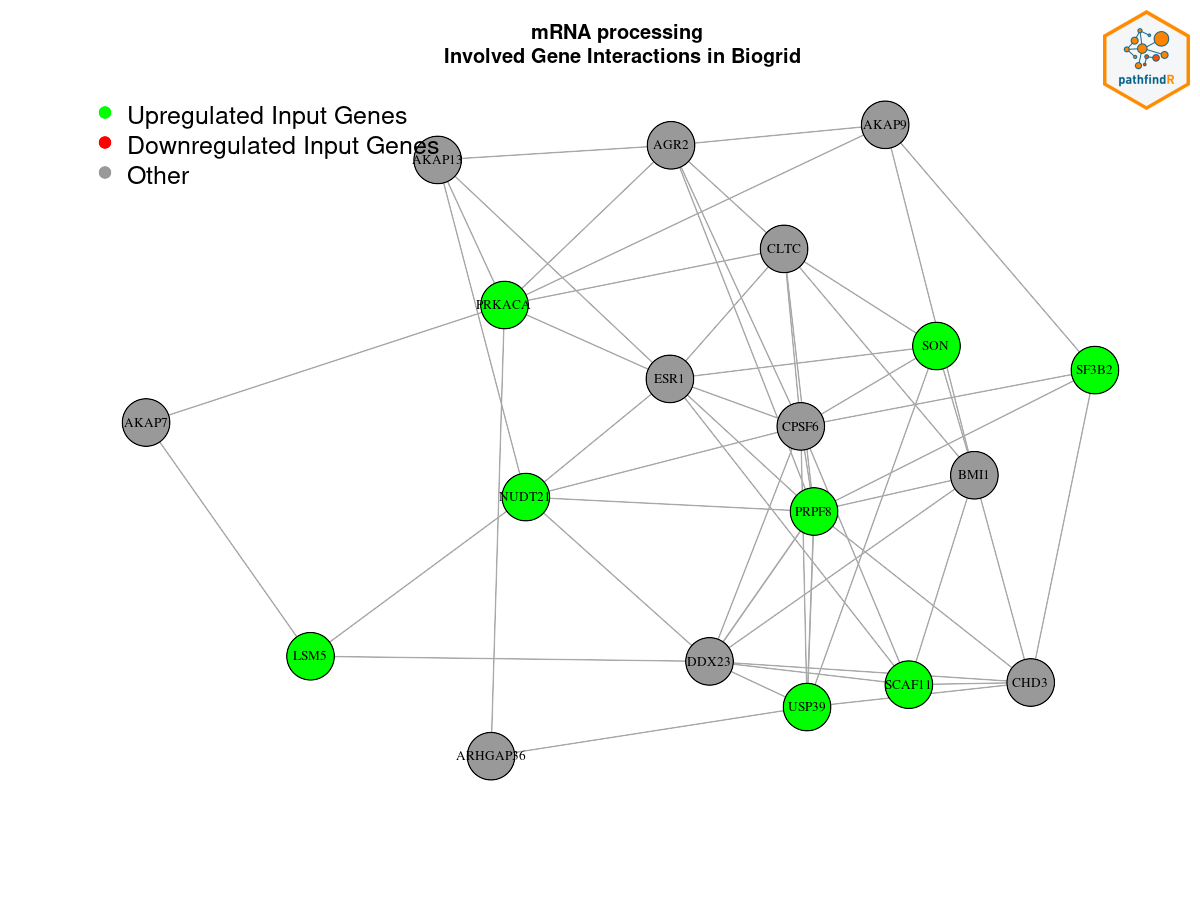 mRNA processing
Involved Gene Interactions in Biogrid
pathfindR
Upregulated Input Genes
Downregulated Input Genes
Other
AKAP13
AGR2
AKAP9
CLTC
PRKACA
SON
SF3B2
ESR1
AKAP7
CPSF6
BMI1
NUDT21
PRPF8
LSM5
DDX23
SCAF11
CHD3
USP39
ARHGAP36